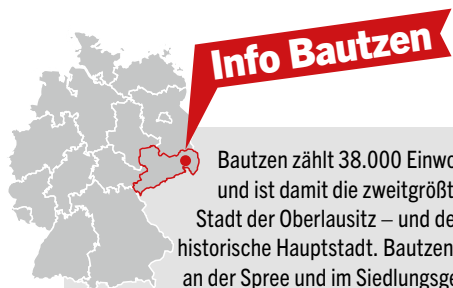 Info Bautzen
Bautzen zählt 38.000
und ist damit die
Stadt der Oberlausitz – und
historische Hauptstadt. Bautzen
an der Spree und im